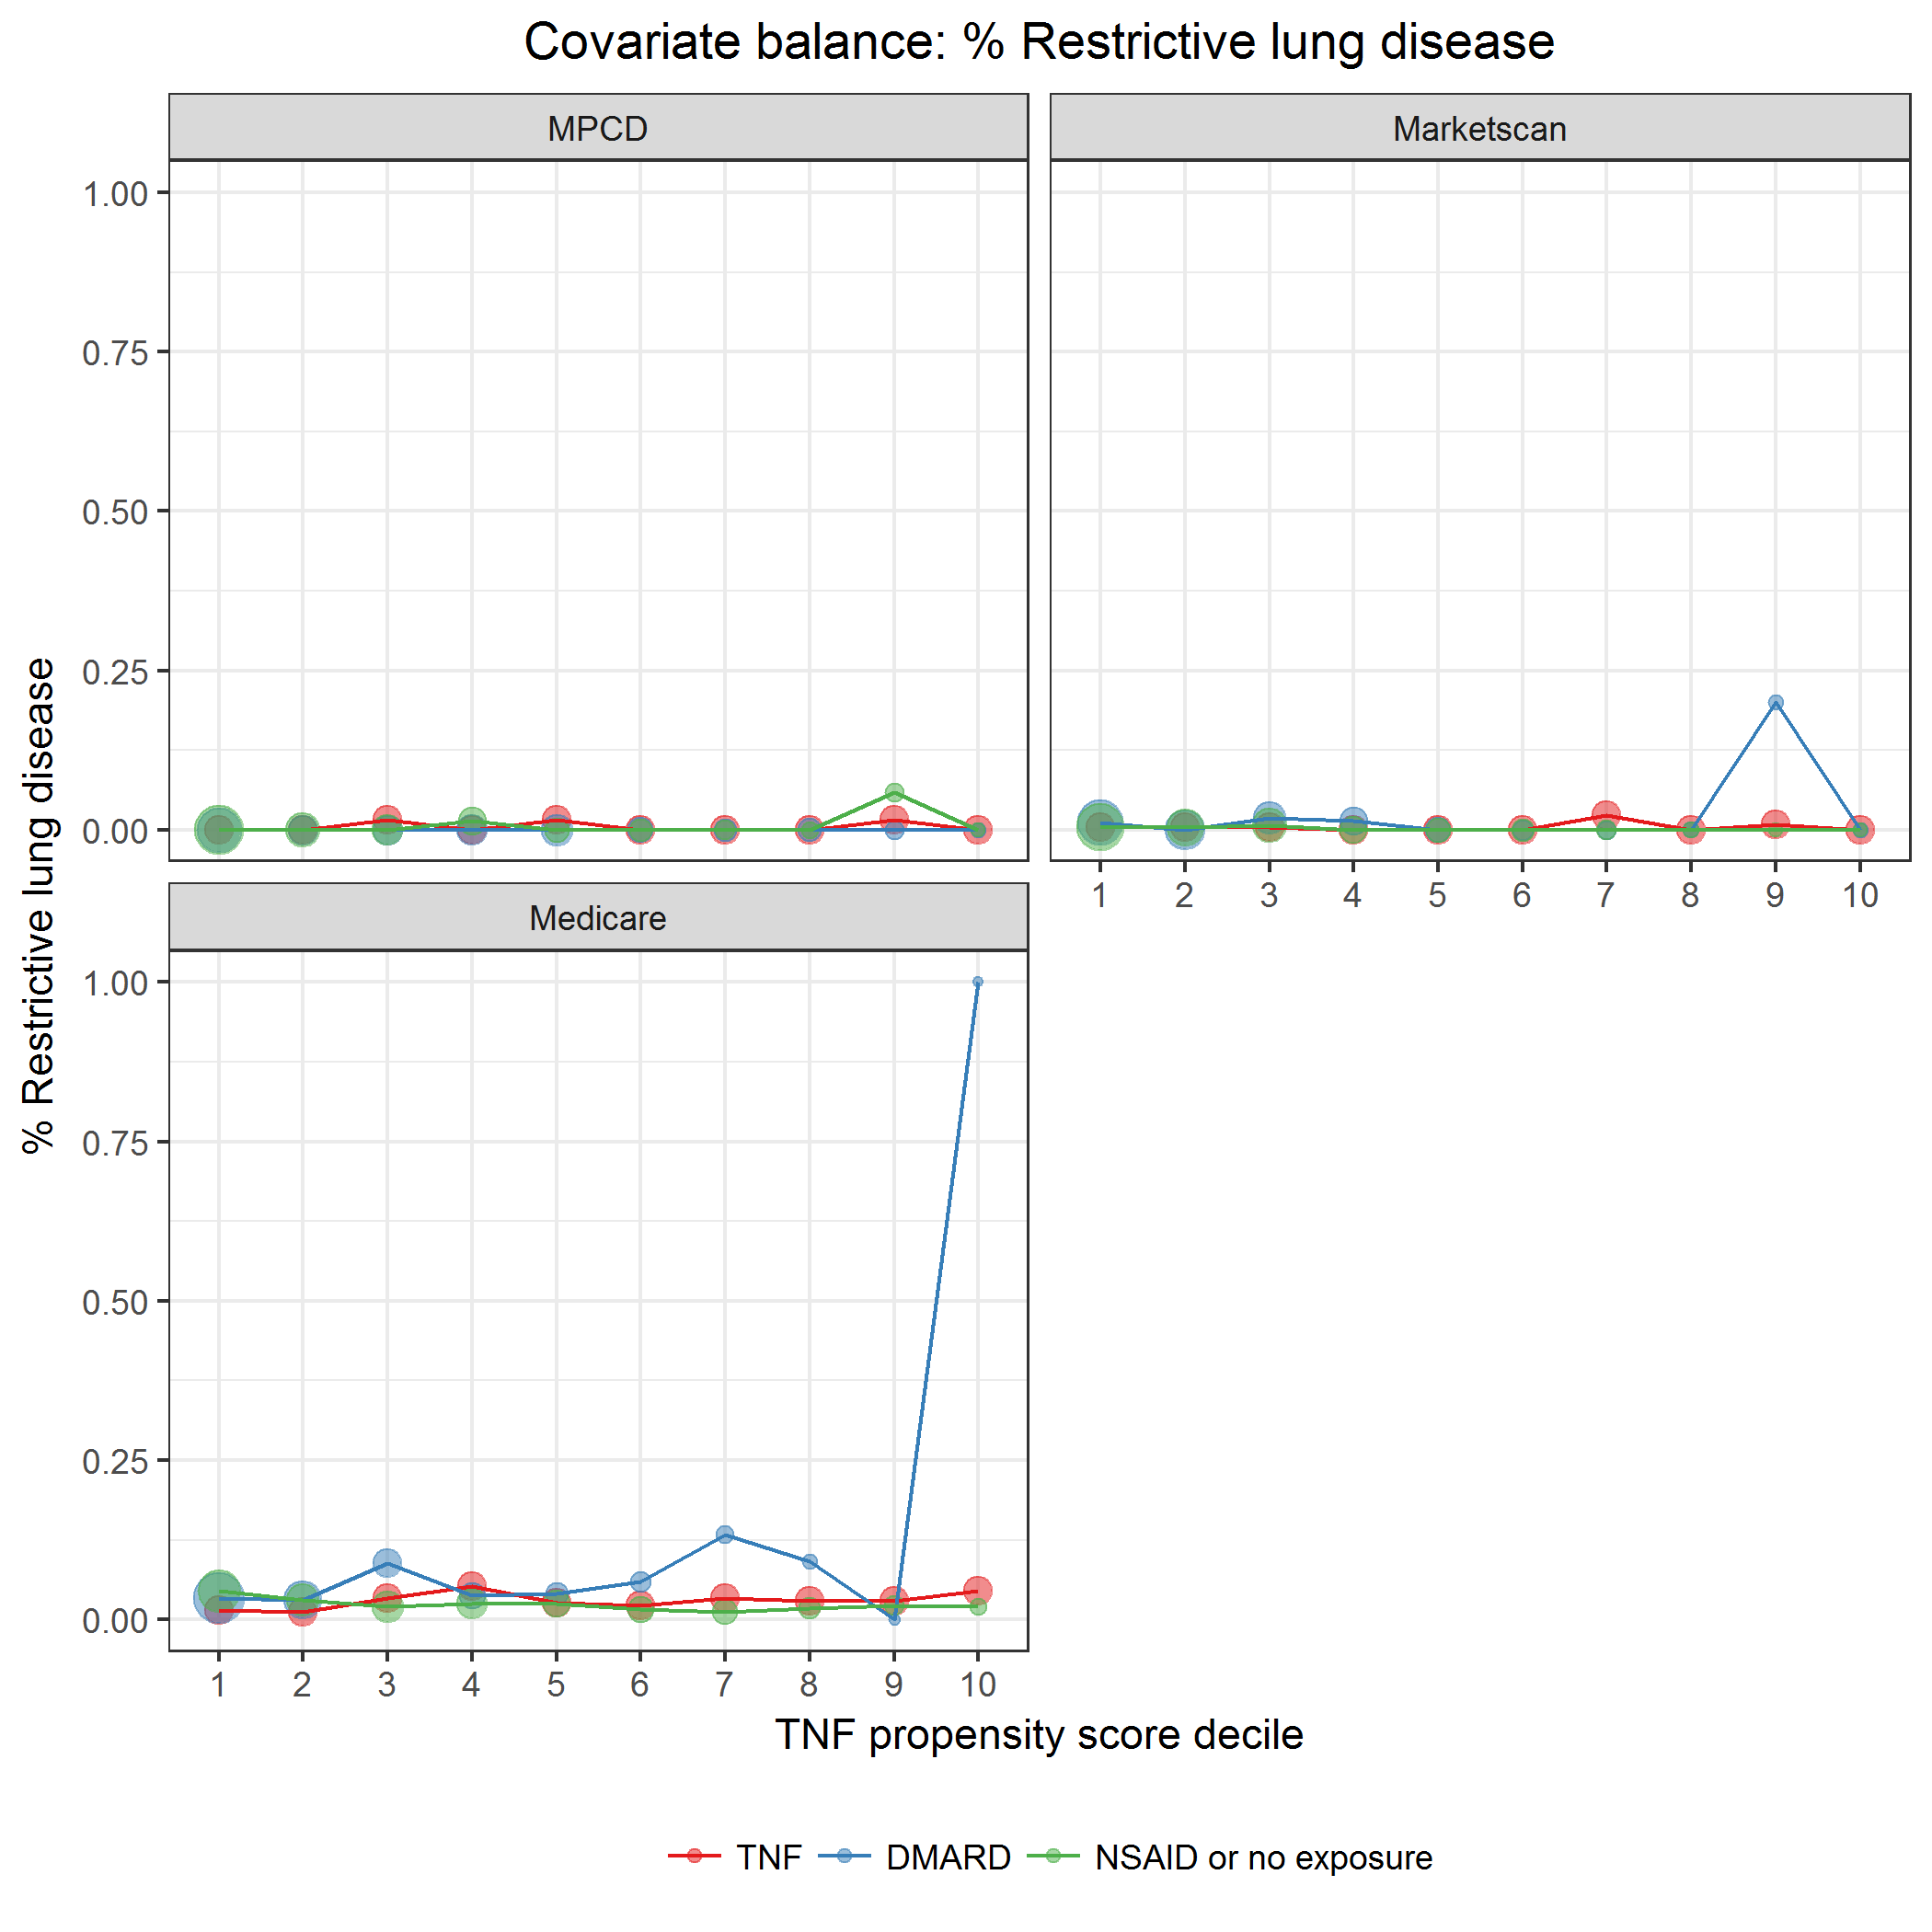 Covariate balance: % Restrictive lung disease
MPCD
Marketscan
1.00
0.75
0.50
0.25
0.00
1 2 3 4 5 6 7 8 9 10
% Restrictive lung disease
Medicare
1.00
0.75
0.50
0.25
0.00
1 2 3 4 5 6 7 8 9 10
TNF propensity score decile
TNF DMARD NSAID or no exposure